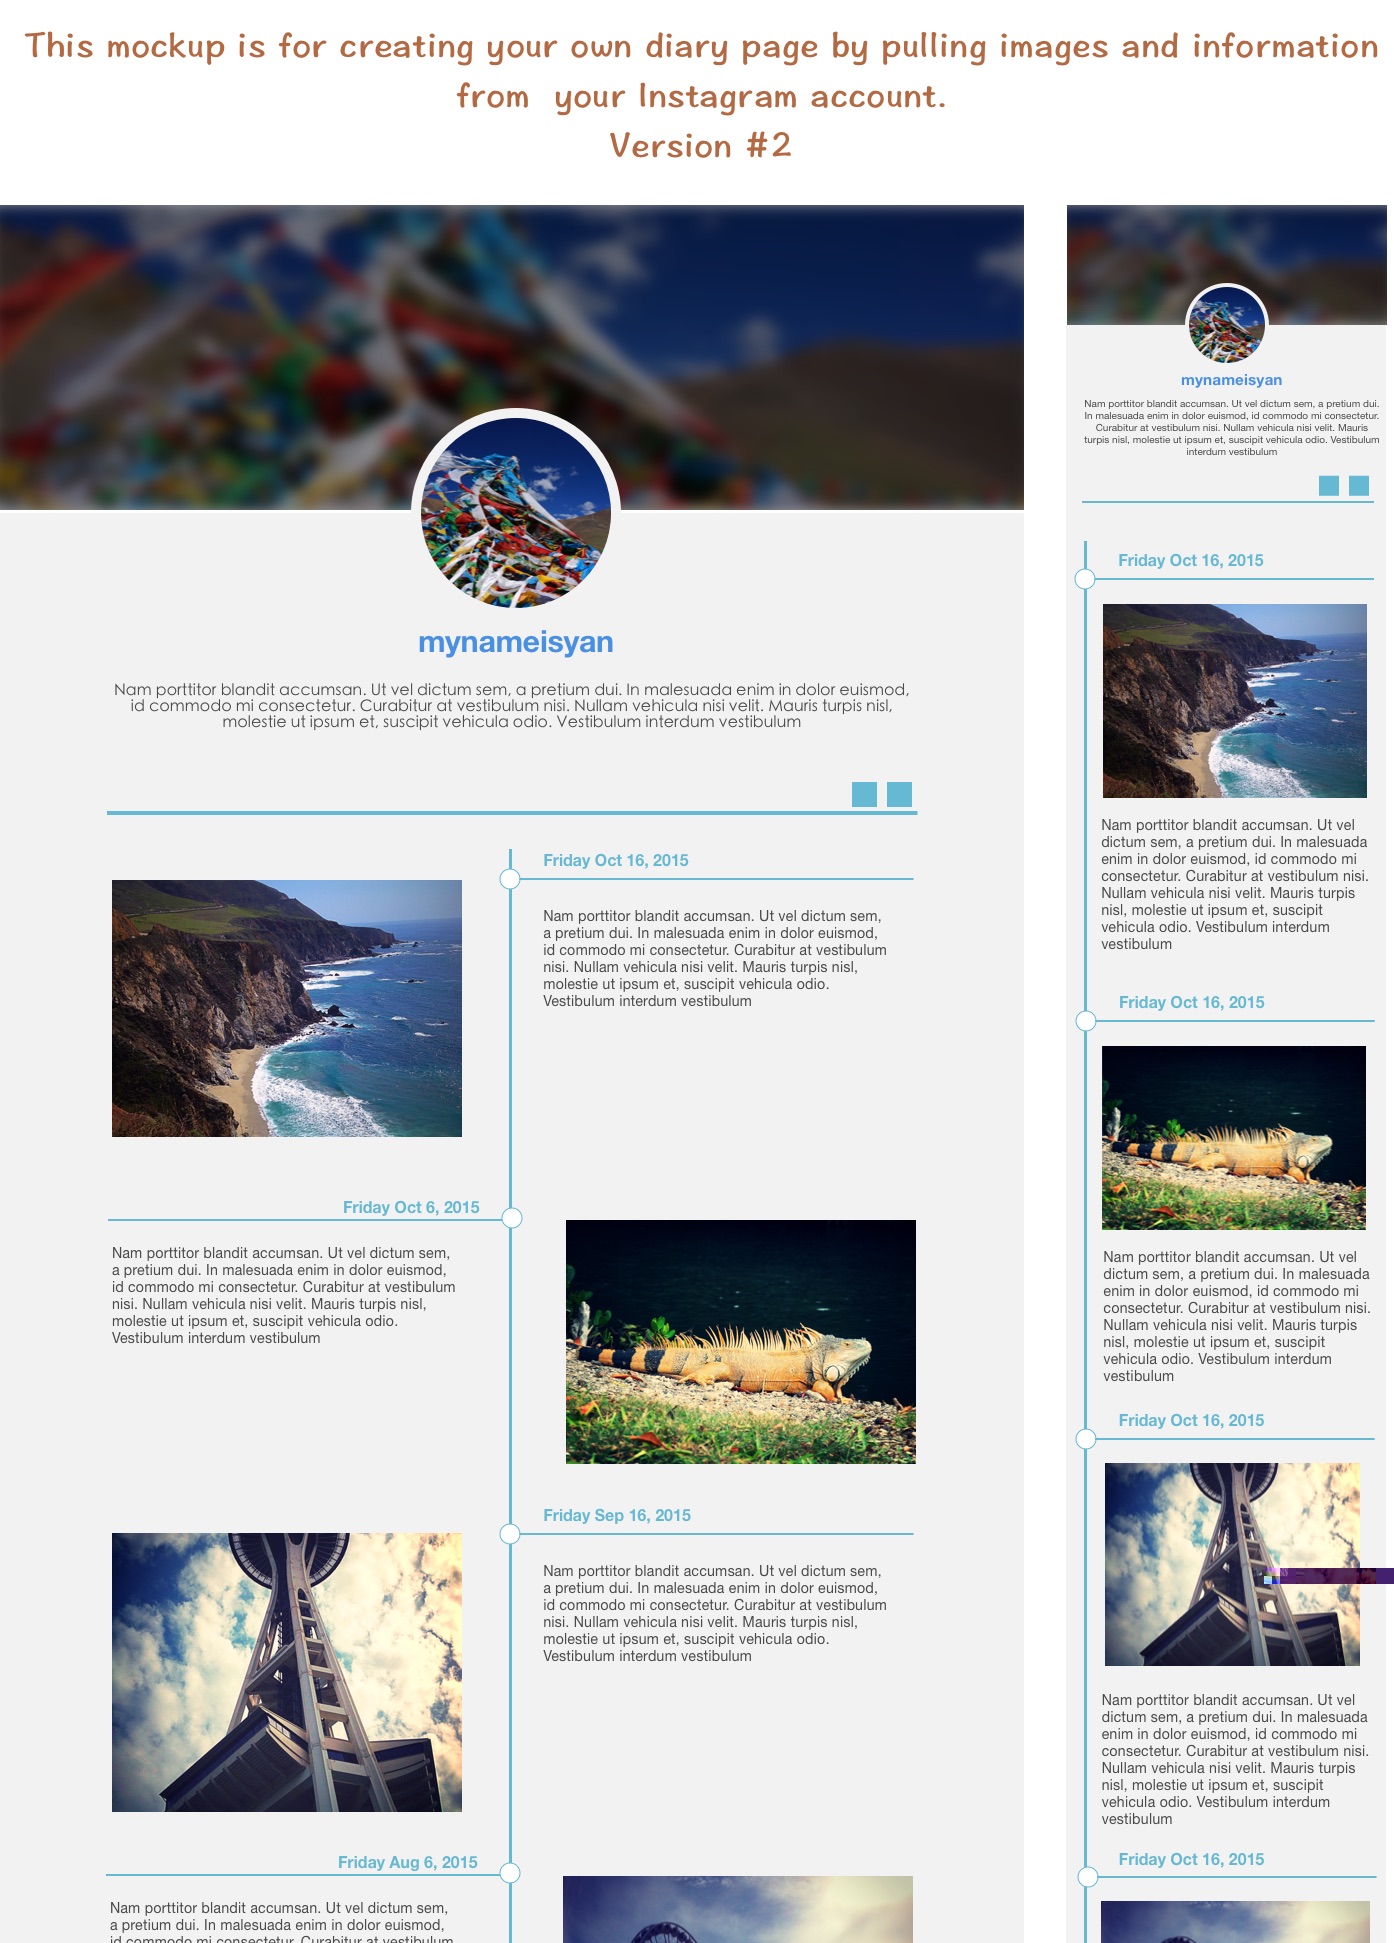 This mockup is for creating your own diary page by pulling images and information
from your Instagram account.
Version #2
mynameisyan
Nam porttitor blandit accumsan. Ut vel dictum sem, a pretium dui. In malesuada enim in dolor euismod,
id commodo mi consectetur. Curabitur at vestibulum nisi. Nullam vehicula nisi velit. Mauris turpis nisl,
molestie ut ipsum et, suscipit vehicula odio. Vestibulum interdum vestibulum
Friday Oct 16, 2015
Nam porttitor blandit accumsan. Ut vel dictum sem,
a pretium dui. In malesuada enim in dolor euismod,
id commodo mi consectetur. Curabitur at vestibulum
nisi. Nullam vehicula nisi velit. Mauris turpis nisl,
molestie ut ipsum et, suscipit vehicula odio.
Vestibulum interdum vestibulum
Friday Oct 6, 2015
Nam porttitor blandit accumsan. Ut vel dictum sem,
a pretium dui. In malesuada enim in dolor euismod,
id commodo mi consectetur. Curabitur at vestibulum
nisi. Nullam vehicula nisi velit. Mauris turpis nisl,
molestie ut ipsum et, suscipit vehicula odio.
Vestibulum interdum vestibulum
Friday Sep 16, 2015
Nam porttitor blandit accumsan. Ut vel dictum sem,
a pretium dui. In malesuada enim in dolor euismod,
id commodo mi consectetur. Curabitur at vestibulum
nisi. Nullam vehicula nisi velit. Mauris turpis nisl,
molestie ut ipsum et, suscipit vehicula odio.
Vestibulum interdum vestibulum
Friday Aug 6, 2015
Nam porttitor blandit accumsan. Ut vel dictum sem,
a pretium dui. In malesuada enim in dolor euismod,
id commodo mi consectetur. Curabitur at vestibulum
mynameisyan
Nam porttitor blandit accumsan. Ut vel dictum sem, a pretium dui.
In malesuada enim in dolor euismod, id commodo mi consectetur.
Curabitur at vestibulum nisi. Nullam vehicula nisi velit. Mauris
turpis nisl, molestie ut ipsum et, suscipit vehicula odio. Vestibulum
interdum vestibulum
Friday Oct 16, 2015
Nam porttitor blandit accumsan. Ut vel
dictum sem, a pretium dui. In malesuada
enim in dolor euismod, id commodo mi
consectetur. Curabitur at vestibulum nisi.
Nullam vehicula nisi velit. Mauris turpis
nisl, molestie ut ipsum et, suscipit
vehicula odio. Vestibulum interdum
vestibulum
Friday Oct 16, 2015
Nam porttitor blandit accumsan. Ut vel
dictum sem, a pretium dui. In malesuada
enim in dolor euismod, id commodo mi
consectetur. Curabitur at vestibulum nisi.
Nullam vehicula nisi velit. Mauris turpis
nisl, molestie ut ipsum et, suscipit
vehicula odio. Vestibulum interdum
vestibulum
Friday Oct 16, 2015
Nam porttitor blandit accumsan. Ut vel
dictum sem, a pretium dui. In malesuada
enim in dolor euismod, id commodo mi
consectetur. Curabitur at vestibulum nisi.
Nullam vehicula nisi velit. Mauris turpis
nisl, molestie ut ipsum et, suscipit
vehicula odio. Vestibulum interdum
vestibulum
Friday Oct 16, 2015